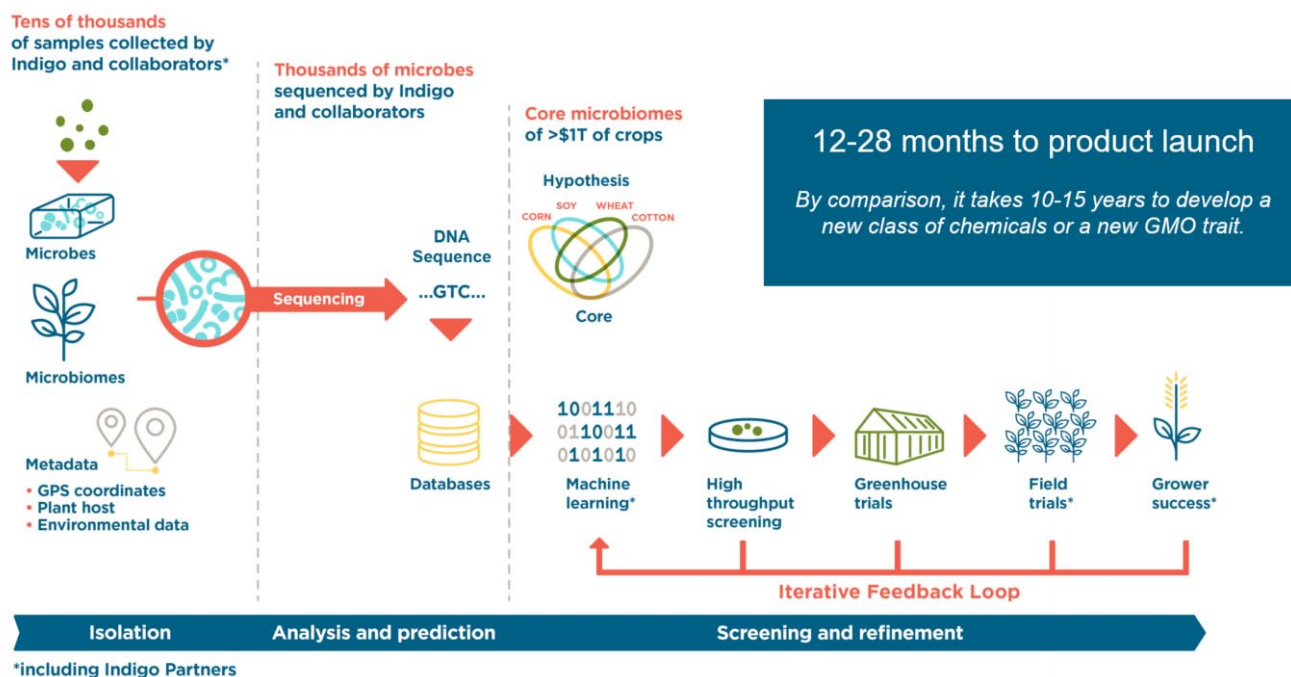 Tens of thousands
of samples collected by
Indigo and collaborators*
Microbes
Microbiomes
Metadata
• GPS coordinates
• Plant host
• Environmental data
Thousands of microbes
sequenced by Indigo
and collaborators
Sequencing
DNA
Sequence
...GTC...
Databases
Core microbiomes
of >$1T of crops
Hypothesis
SOY WHEAT
CORN COTTON
Core
12-28 months to product launch
By comparison, it takes 10-15 years to develop a
new class of chemicals or a new GMO trait.
1001110
0110011
0101010
Machine
learning*
High
throughput
screening
Greenhouse
trials
Field
trials*
Grower
success*
Iterative Feedback Loop
Isolation
Analysis and prediction
Screening and refinement
*including Indigo Partners